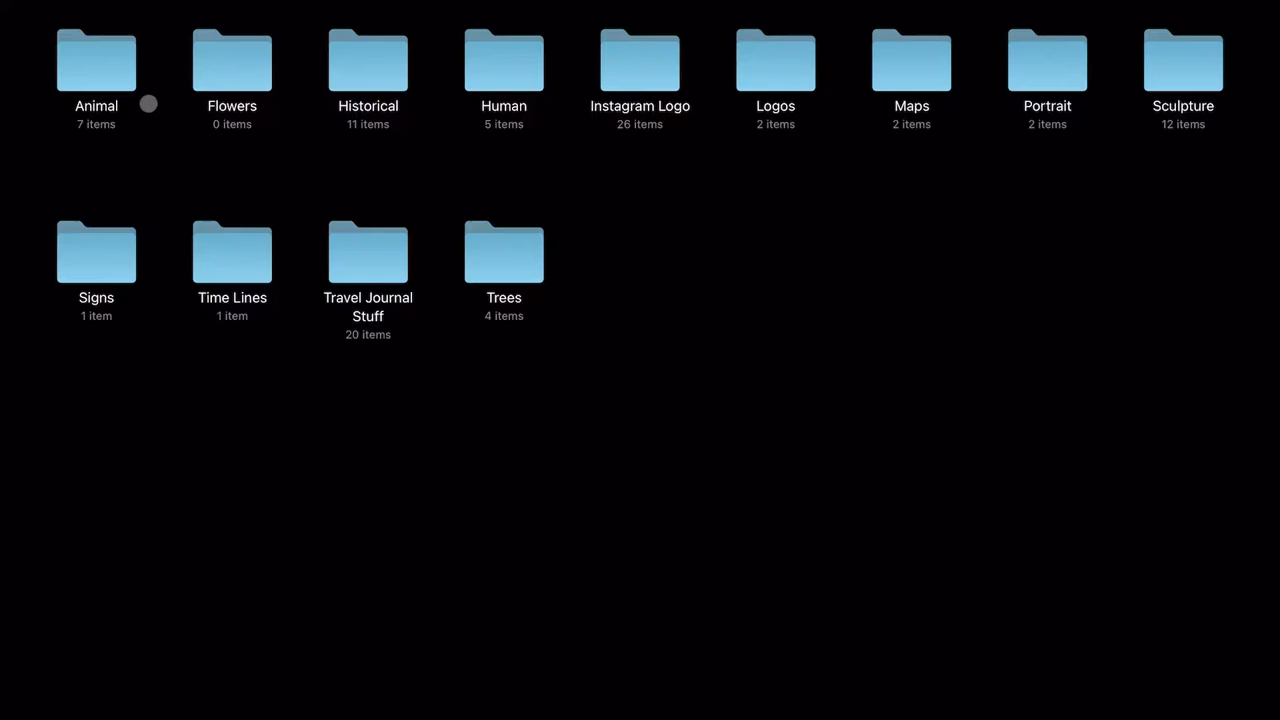 Animal
7 items
Flowers
0 items
Historical
11 items
Human
5 items
Instagram Logo
26 items
Logos
2 items
Maps
2 items
Portrait
2 items
Sculpture
12 items
Signs
1 item
Time Lines
1 item
Travel Journal
Stuff
20 items
Trees
4 items